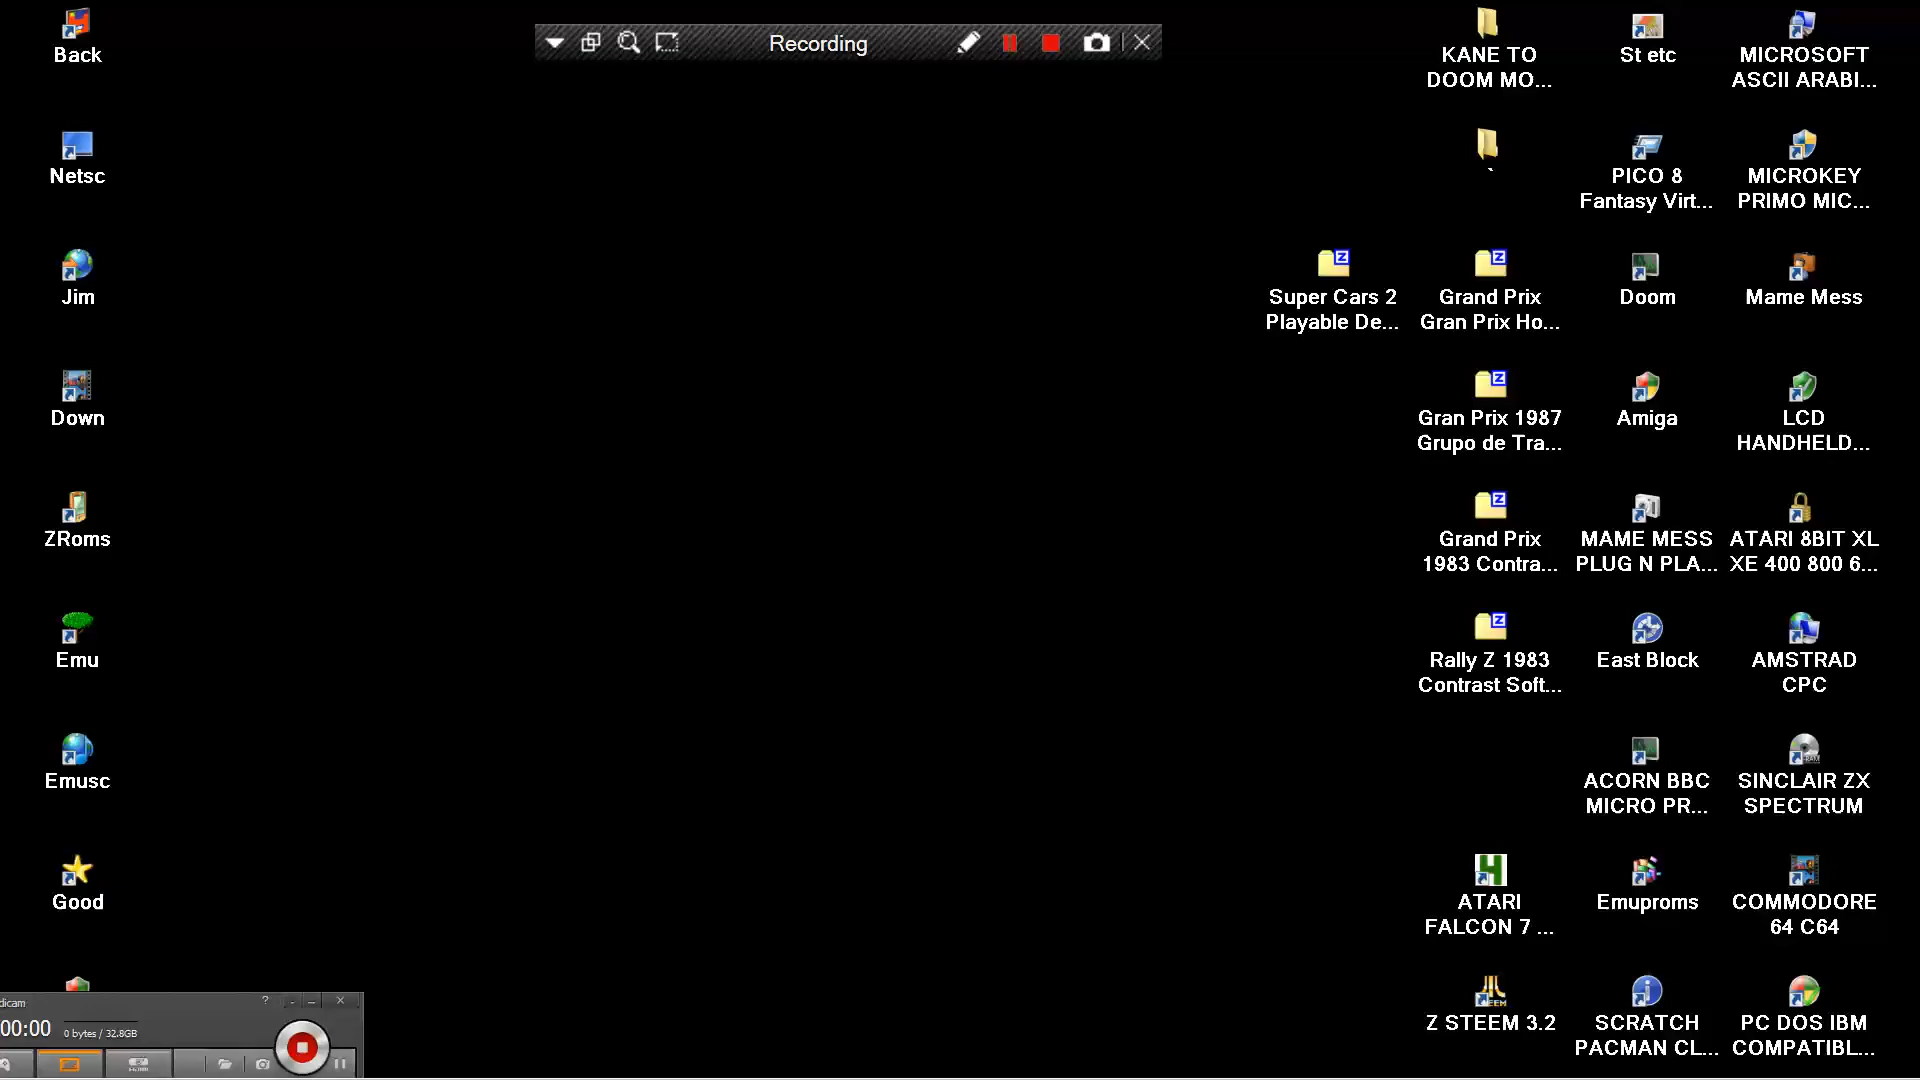 Back
Netsc
Jim
Down
ZRoms
Emu
Emusc
Good
Recording
KANE TO
DOOM MO...
`
Super Cars 2
Playable De...
Grand Prix
Gran Prix Ho...
Gran Prix 1987
Grupo de Tra...
Grand Prix
1983 Contra...
Rally Z 1983
Contrast Soft...
ATARI
FALCON 7 ...
Z STEEM 3.2
St etc
PICO 8
Fantasy Virt...
Doom
Amiga
MAME MESS
PLUG N PLA...
East Block
ACORN BBC
MICRO PR...
Emuproms
SCRATCH
PACMAN CL...
MICROSOFT
ASCII ARABI...
MICROKEY
PRIMO MIC...
Mame Mess
LCD
HANDHELD...
ATARI 8BIT XL
XE 400 800 6...
AMSTRAD
CPC
SINCLAIR ZX
SPECTRUM
COMMODORE
64 C64
PC DOS IBM
COMPATIBL...
dicam
00:00
0 bytes / 32.8GB